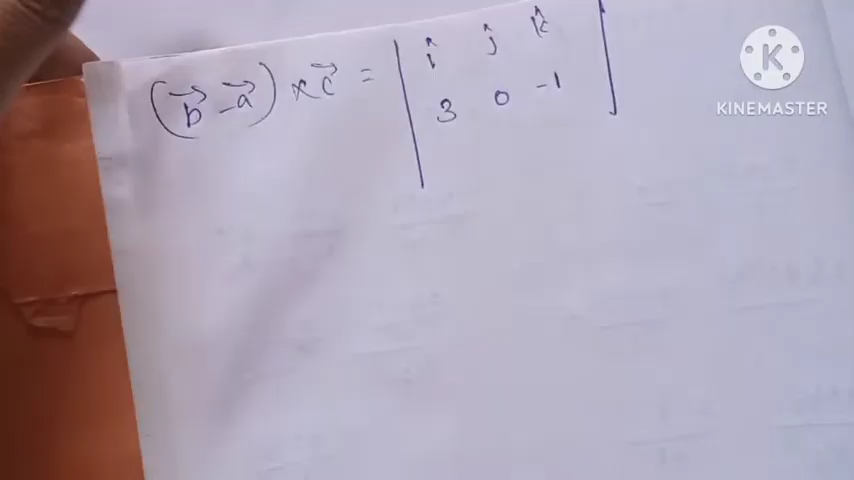 (b⃗ - a⃗) × c⃗ = | î ĵ k̂
3 0 -1 |
K
KINEMASTER